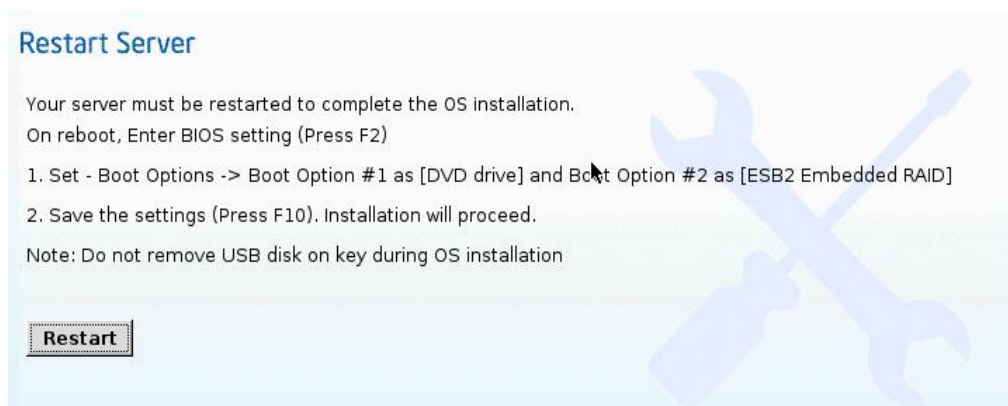 Restart Server
Your server must be restarted to complete the OS installation.
On reboot, Enter BIOS setting (Press F2)
1. Set - Boot Options -> Boot Option #1 as [DVD drive] and Boot Option #2 as [ESB2 Embedded RAID]
2. Save the settings (Press F10). Installation will proceed.
Note: Do not remove USB disk on key during OS installation
Restart